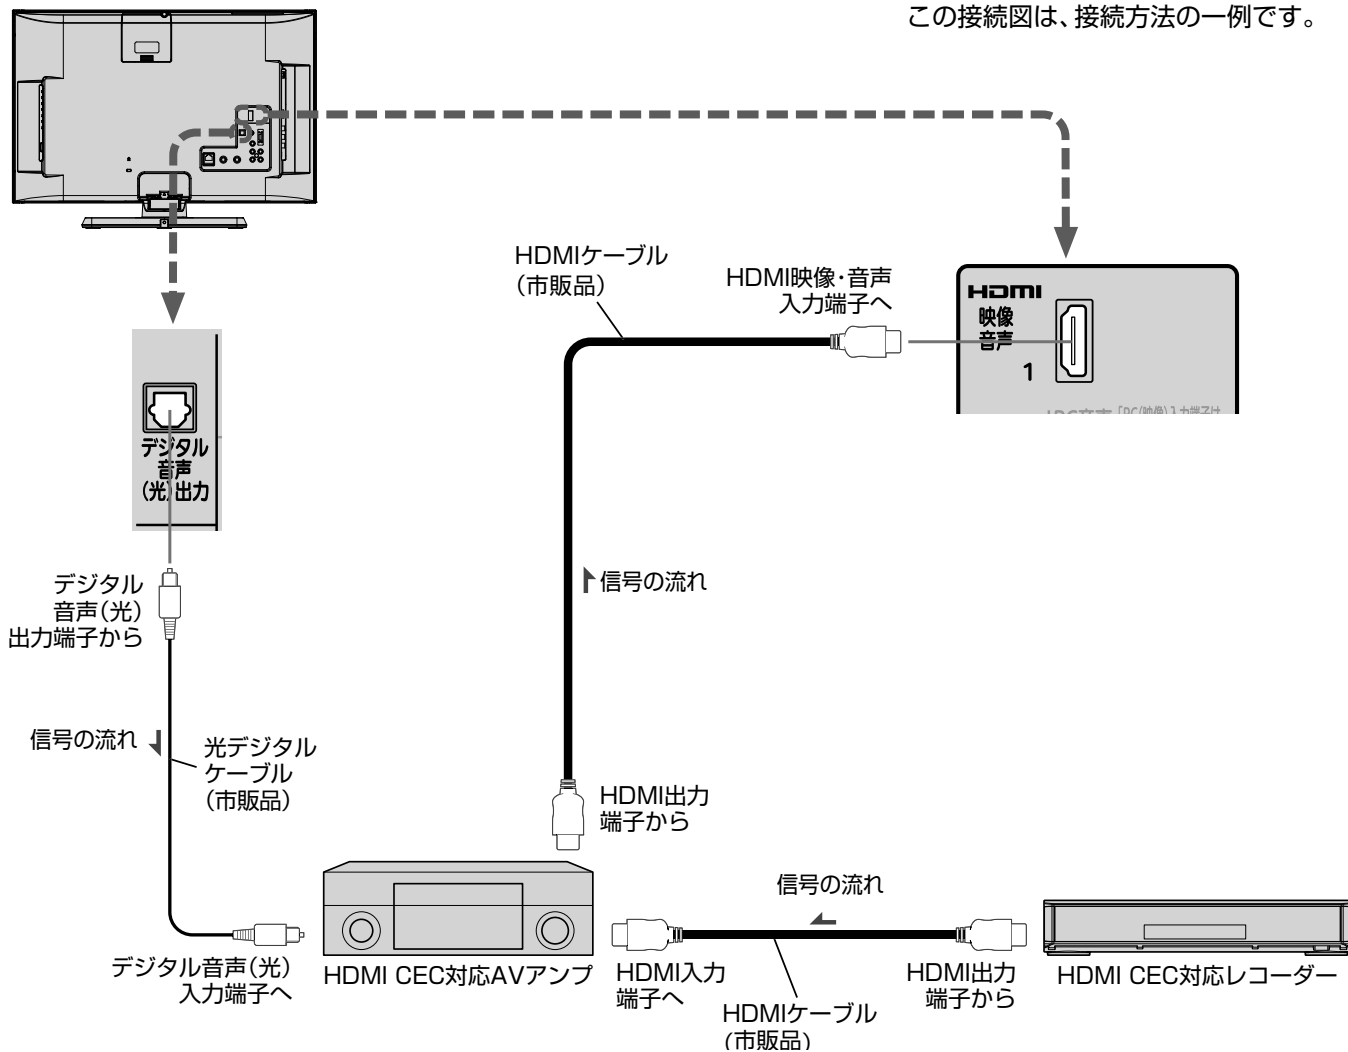 この接続図は、接続方法の一例です。
HDMIケーブル
（市販品）
HDMI映像･音声
入力端子へ
HDMI
映像
音声
1
デジタル
音声
(光)出力
デジタル
音声（光）
出力端子から
信号の流れ
信号の流れ
光デジタル
ケーブル
（市販品）
HDMI出力
端子から
信号の流れ
デジタル音声（光）
入力端子へ
HDMI CEC対応AVアンプ
HDMI入力
端子へ
HDMI出力
端子から
HDMI CEC対応レコーダー
HDMIケーブル
（市販品）